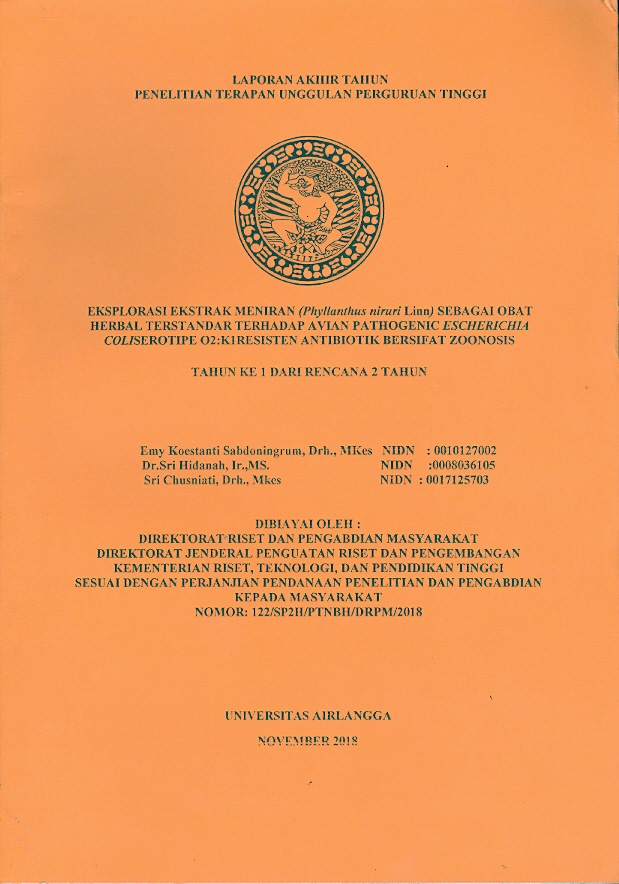 LAPORAN AKHIR TAHUN
PENELITIAN TERAPAN UNGGULAN PERGURUAN TINGGI
EKSPLORASI EKSTRAK MENIRAN (Phyllanthus niruri Linn) SEBAGAI OBAT
HERBAL TERSTANDAR TERHADAP AVIAN PATHOGENIC ESCHERICHIA
COLISEROTIPE O2:K1RESISTEN ANTIBIOTIK BERSIFAT ZOONOSIS
TAHUN KE 1 DARI RENCANA 2 TAHUN
Emy Koestanti Sabdoningrum, Drh., MKes NIDN : 0010127002
Dr.Sri Hidanah, Ir.,MS. NIDN :0008036105
Sri Chusniati, Drh., Mkes NIDN : 0017125703
DIBIAYAI OLEH :
DIREKTORAT RISET DAN PENGABDIAN MASYARAKAT
DIREKTORAT JENDERAL PENGUATAN RISET DAN PENGEMBANGAN
KEMENTERIAN RISET, TEKNOLOGI, DAN PENDIDIKAN TINGGI
SESUAI DENGAN PERJANJIAN PENDANAAN PENELITIAN DAN PENGABDIAN
KEPADA MASYARAKAT
NOMOR: 122/SP2H/PTNBH/DRPM/2018
UNIVERSITAS AIRLANGGA
NOVEMBER 2018